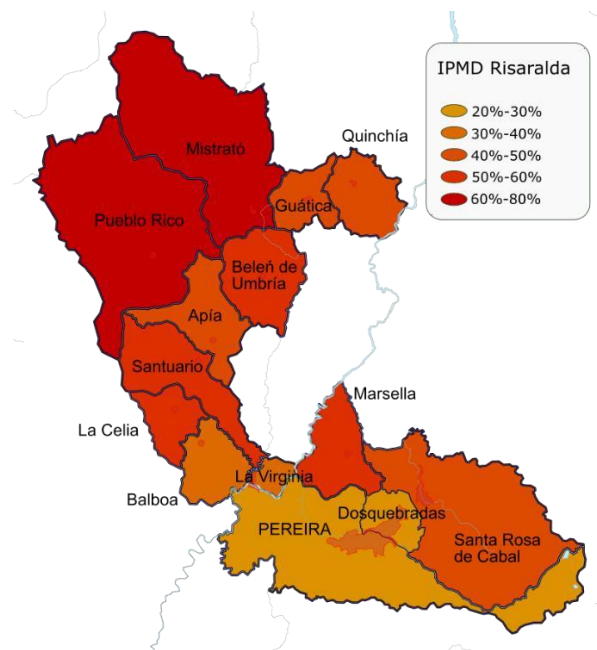 IPMD Risaralda
20%-30%
30%-40%
40%-50%
50%-60%
60%-80%
Quinchía
Mistrató
Guática
Pueblo Rico
Beleń de
Umbría
Apía
Santuario
Marsella
La Celia
La Virginia
Balboa
Dosquebradas
PEREIRA
Santa Rosa
de Cabal